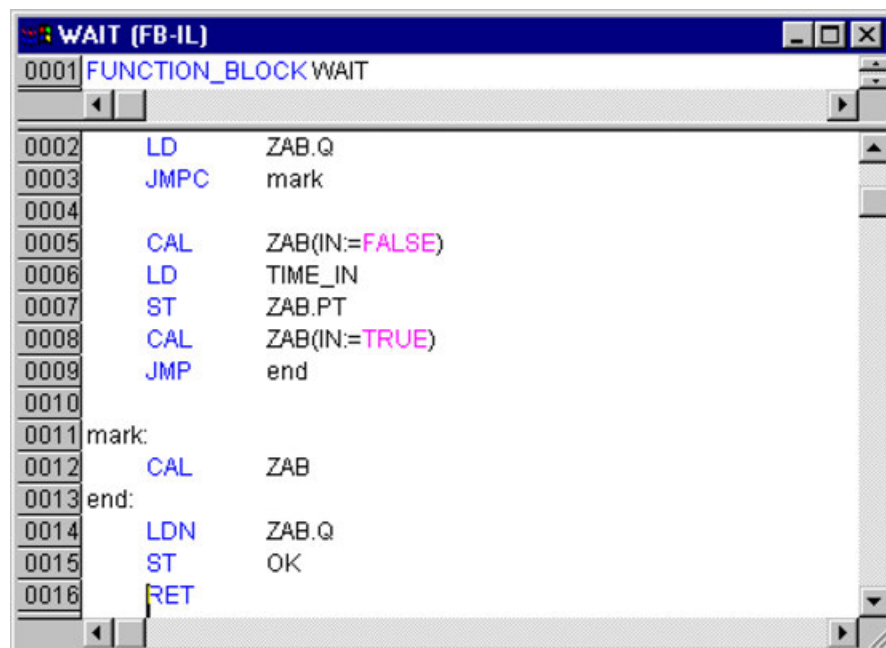 WAIT (FB-IL)
0001 FUNCTION_BLOCK WAIT
0002 LD ZAB.Q
0003 JMPC mark
0004
0005 CAL ZAB(IN:=FALSE)
0006 LD TIME_IN
0007 ST ZAB.PT
0008 CAL ZAB(IN:=TRUE)
0009 JMP end
0010
0011 mark:
0012 CAL ZAB
0013 end:
0014 LDN ZAB.Q
0015 ST OK
0016 RET